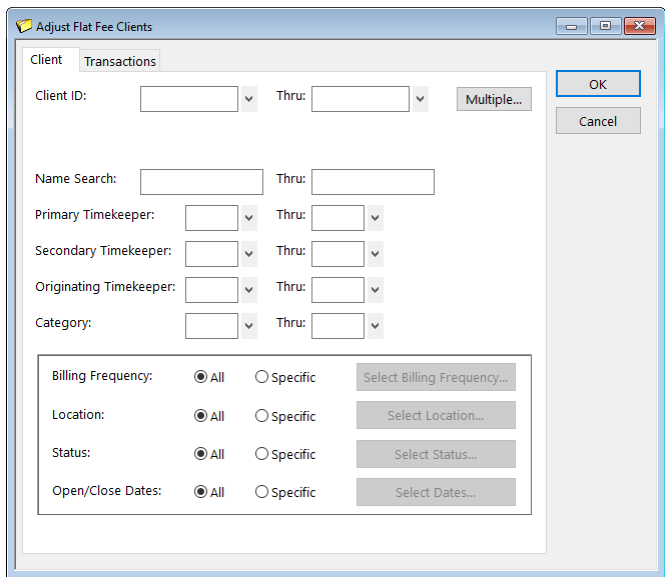 Adjust Flat Fee Clients
Client Transactions
OK
Client ID: Thru: Multiple...
Cancel
Name Search: Thru:
Primary Timekeeper: Thru:
Secondary Timekeeper: Thru:
Originating Timekeeper: Thru:
Category: Thru:
Billing Frequency: All Specific Select Billing Frequency...
Location: All Specific Select Location...
Status: All Specific Select Status...
Open/Close Dates: All Specific Select Dates...